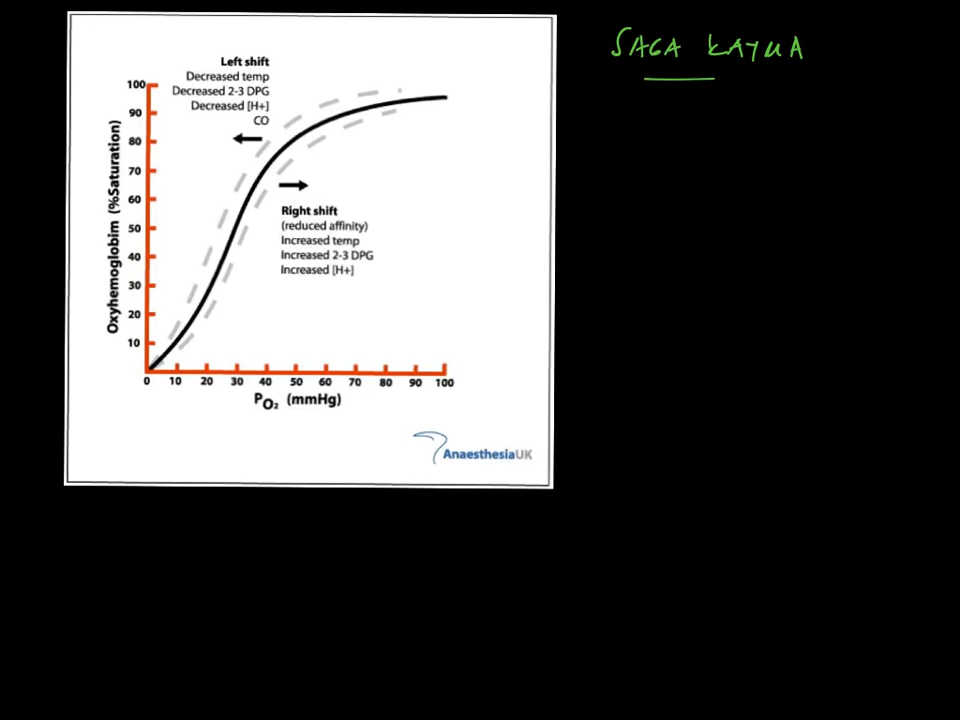 SAGA KAYMA
Left shift
Decreased temp
Decreased 2-3 DPG
Decreased [H+]
CO
100
90
80
70
60
50
40
30
20
10
Oxyhemoglobim (%Saturation)
Right shift
(reduced affinity)
Increased temp
Increased 2-3 DPG
Increased [H+]
0 10 20 30 40 50 60 70 80 90 100
PO₂ (mmHg)
AnaesthesiaUK